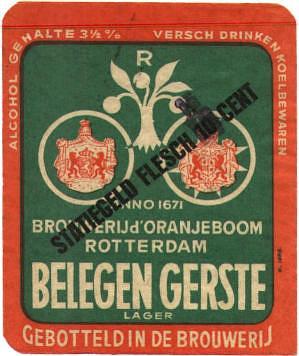 ALCOHOL GEHALTE 3½% VERSCH DRINKEN KOELBEWAREN
R
STATIEGELD FLESCH 10 CENT
ANNO 1671
BROUWERIJ d'ORANJEBOOM
ROTTERDAM
BELEGEN GERSTE
LAGER
GEBOTTELD IN DE BROUWERIJ